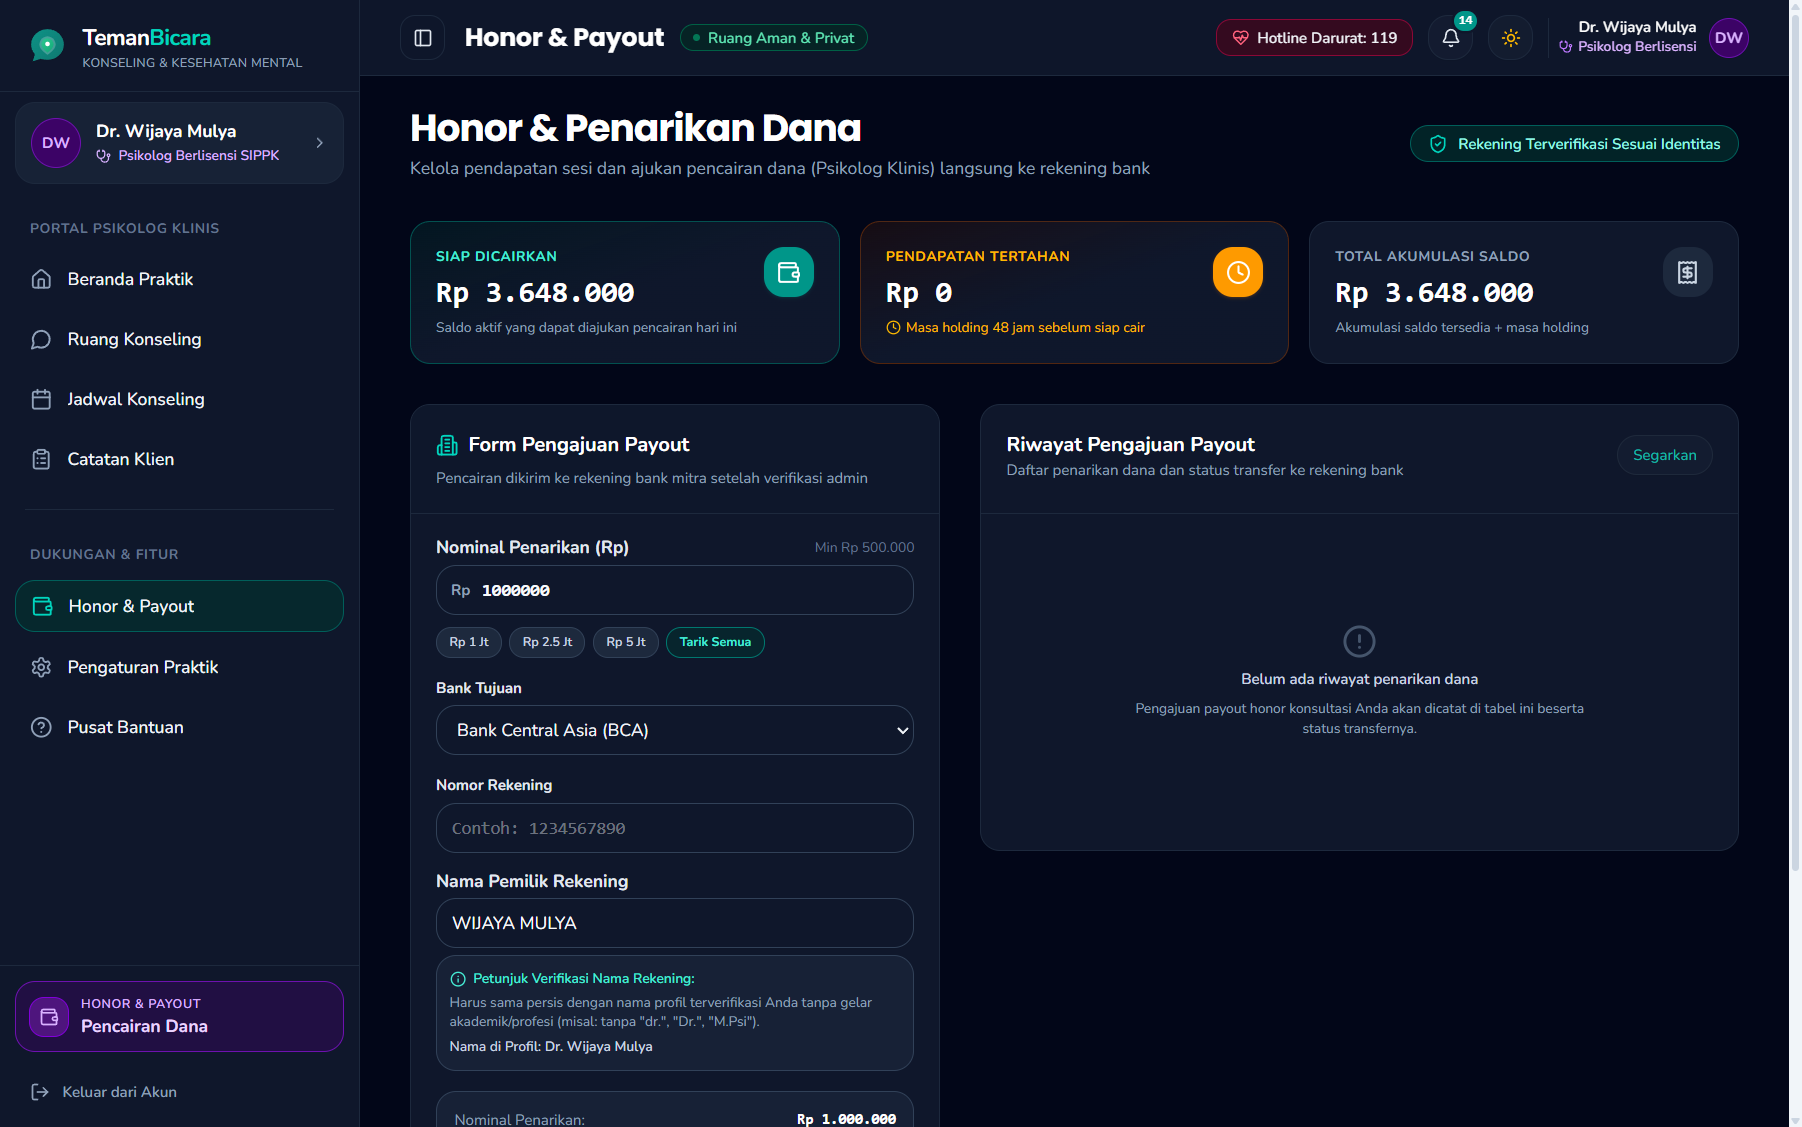 TemanBicara
KONSELING & KESEHATAN MENTAL
DW
Dr. Wijaya Mulya
Psikolog Berlisensi SIPPK
PORTAL PSIKOLOG KLINIS
Beranda Praktik
Ruang Konseling
Jadwal Konseling
Catatan Klien
DUKUNGAN & FITUR
Honor & Payout
Pengaturan Praktik
Pusat Bantuan
HONOR & PAYOUT
Pencairan Dana
Keluar dari Akun
Honor & Payout
Ruang Aman & Privat
Hotline Darurat: 119
14
Dr. Wijaya Mulya
Psikolog Berlisensi
DW
Honor & Penarikan Dana
Kelola pendapatan sesi dan ajukan pencairan dana (Psikolog Klinis) langsung ke rekening bank
Rekening Terverifikasi Sesuai Identitas
SIAP DICAIRKAN
Rp 3.648.000
Saldo aktif yang dapat diajukan pencairan hari ini
PENDAPATAN TERTAHAN
Rp 0
Masa holding 48 jam sebelum siap cair
TOTAL AKUMULASI SALDO
Rp 3.648.000
Akumulasi saldo tersedia + masa holding
Form Pengajuan Payout
Pencairan dikirim ke rekening bank mitra setelah verifikasi admin
Nominal Penarikan (Rp)
Min Rp 500.000
Rp 1000000
Rp 1 Jt
Rp 2.5 Jt
Rp 5 Jt
Tarik Semua
Bank Tujuan
Bank Central Asia (BCA)
Nomor Rekening
Contoh: 1234567890
Nama Pemilik Rekening
WIJAYA MULYA
Petunjuk Verifikasi Nama Rekening:
Harus sama persis dengan nama profil terverifikasi Anda tanpa gelar
akademik/profesi (misal: tanpa "dr.", "Dr.", "M.Psi").
Nama di Profil: Dr. Wijaya Mulya
Nominal Penarikan:
Rp 1.000.000
Riwayat Pengajuan Payout
Daftar penarikan dana dan status transfer ke rekening bank
Segarkan
Belum ada riwayat penarikan dana
Pengajuan payout honor konsultasi Anda akan dicatat di tabel ini beserta
status transfernya.